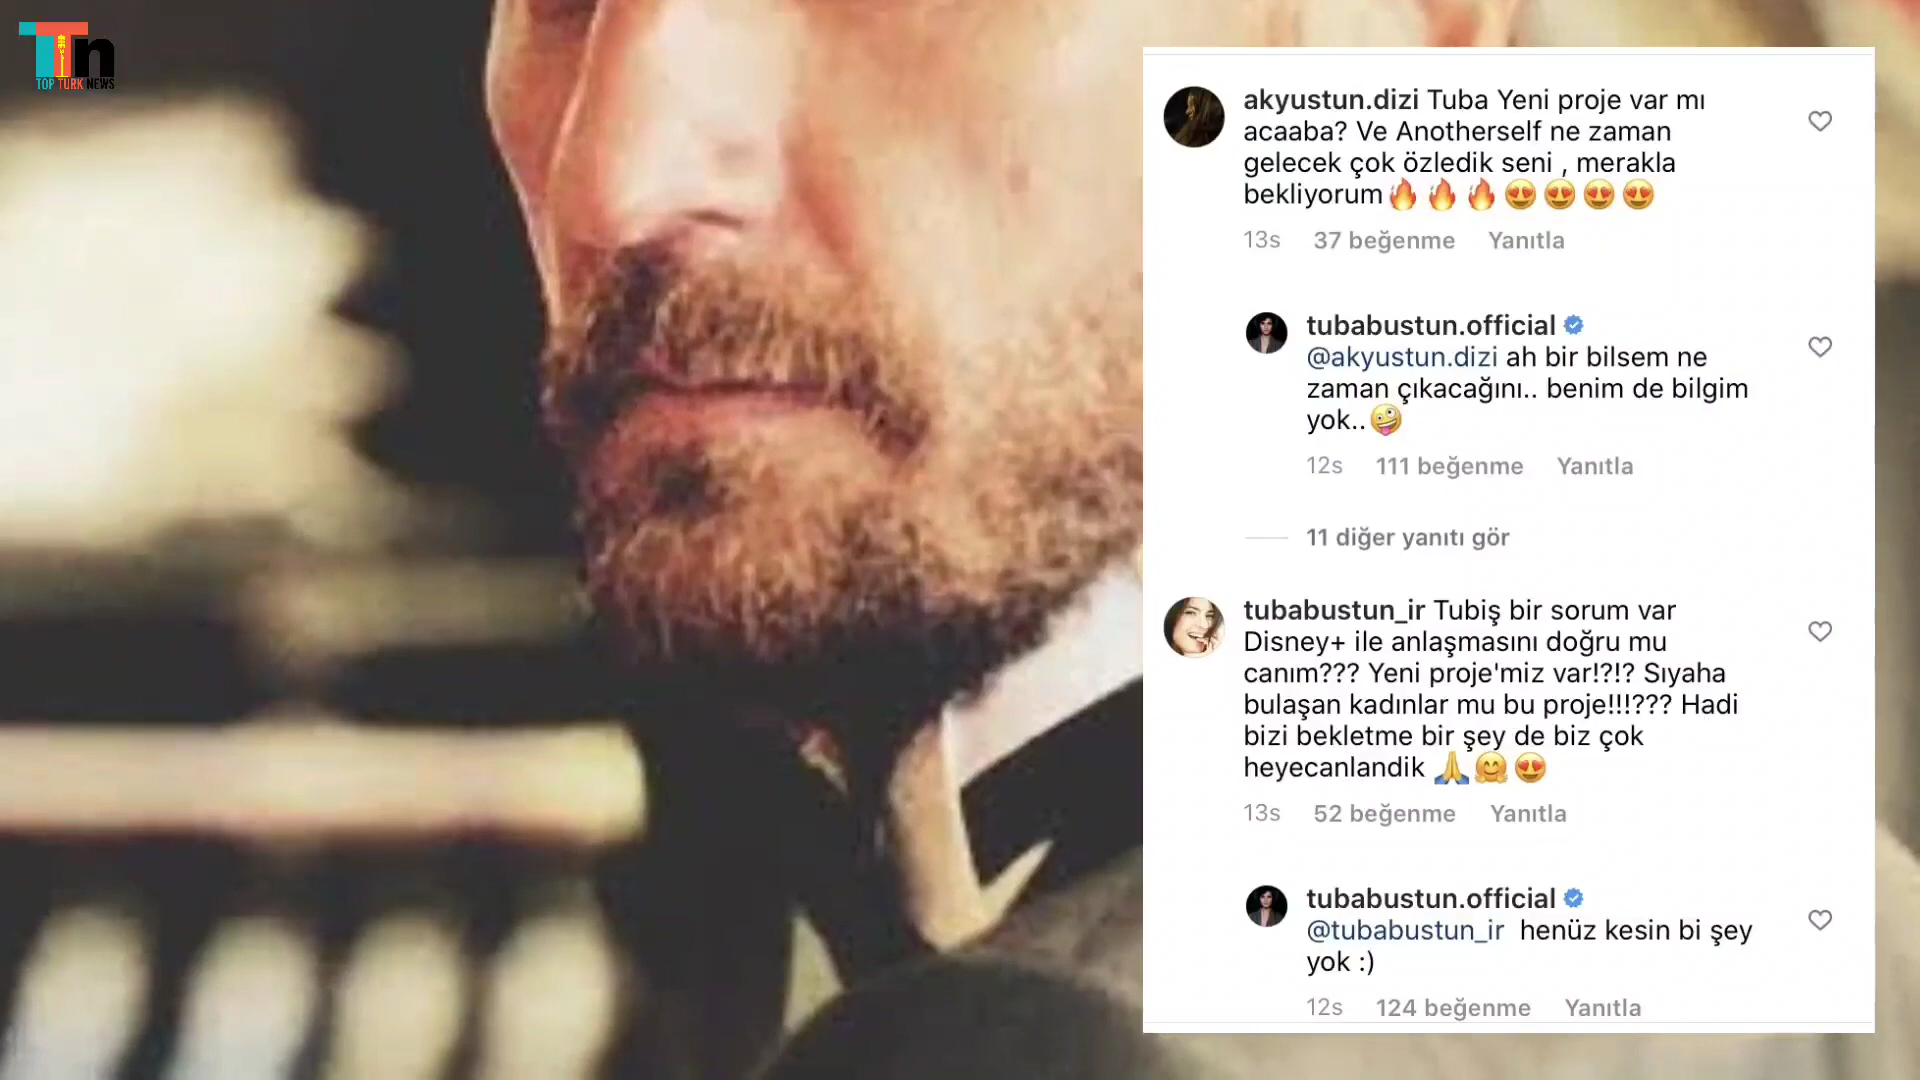 TTn
TOP TURK NEWS
akyustun.dizi Tuba Yeni proje var mı
acaaba? Ve Anotherself ne zaman
gelecek çok özledik seni , merakla
bekliyorum🔥🔥🔥😍😍😍😍
13s 37 beğenme Yanıtla
tubabustun.official
@akyustun.dizi ah bir bilsem ne
zaman çıkacağını.. benim de bilgim
yok..🤪
12s 111 beğenme Yanıtla
11 diğer yanıtı gör
tubabustun_ir Tubiş bir sorum var
Disney+ ile anlaşmasını doğru mu
canım??? Yeni proje'miz var!?!? Sıyaha
bulaşan kadınlar mu bu proje!!!??? Hadi
bizi bekletme bir şey de biz çok
heyecanlandik 🙏🤗😍
13s 52 beğenme Yanıtla
tubabustun.official
@tubabustun_ir henüz kesin bi şey
yok :)
12s 124 beğenme Yanıtla